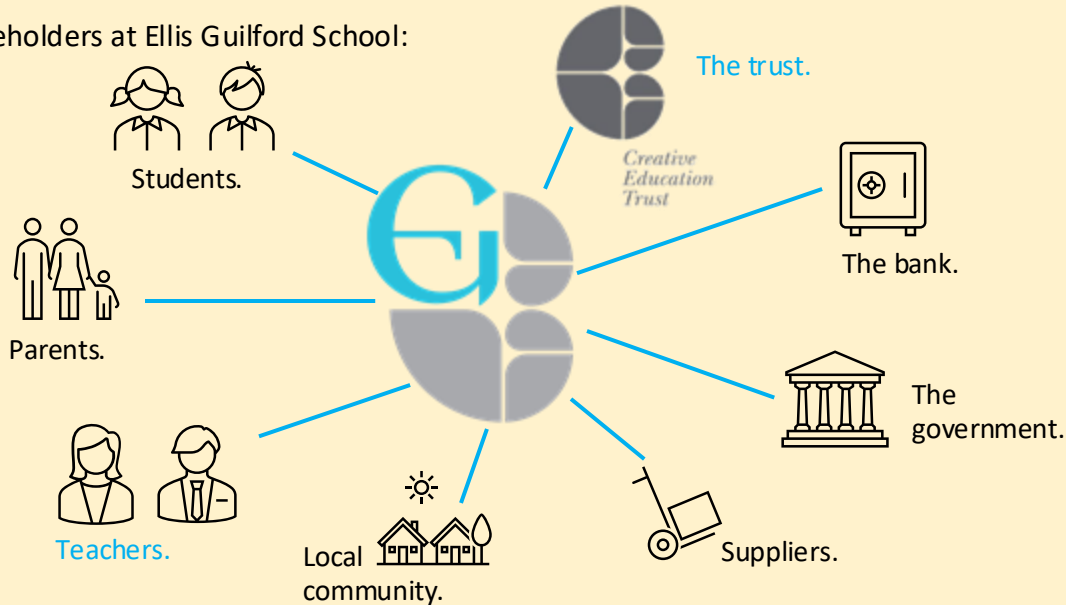 eholders at Ellis Guilford School:
The trust.
Creative
Education
Trust
Students.
The bank.
Parents.
The
government.
Teachers.
Local
community.
Suppliers.